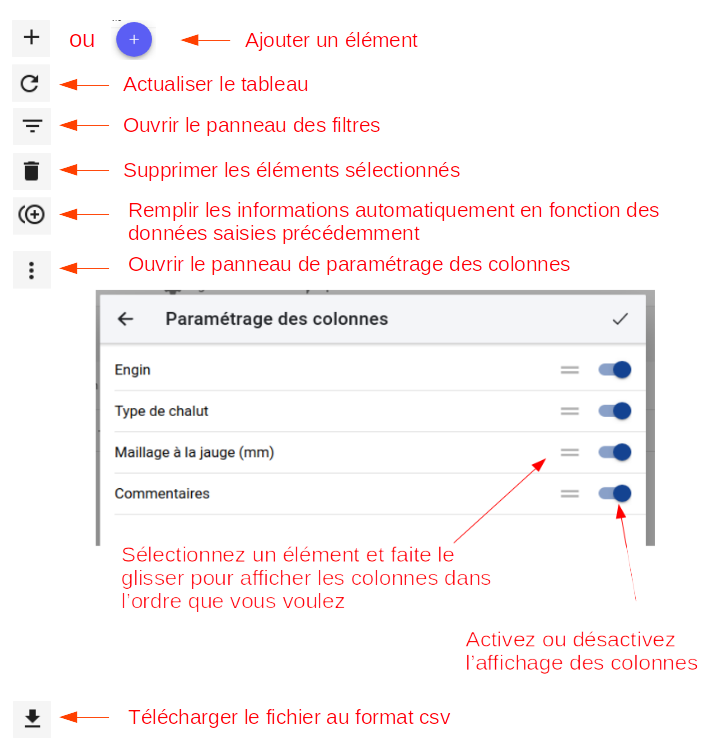 ou
Ajouter un élément
Actualiser le tableau
Ouvrir le panneau des filtres
Supprimer les éléments sélectionnés
Remplir les informations automatiquement en fonction des
données saisies précédemment
Ouvrir le panneau de paramétrage des colonnes
Paramétrage des colonnes
Engin
Type de chalut
Maillage à la jauge (mm)
Commentaires
Sélectionnez un élément et faite le
glisser pour afficher les colonnes dans
l'ordre que vous voulez
Activez ou désactivez
l'affichage des colonnes
Télécharger le fichier au format csv